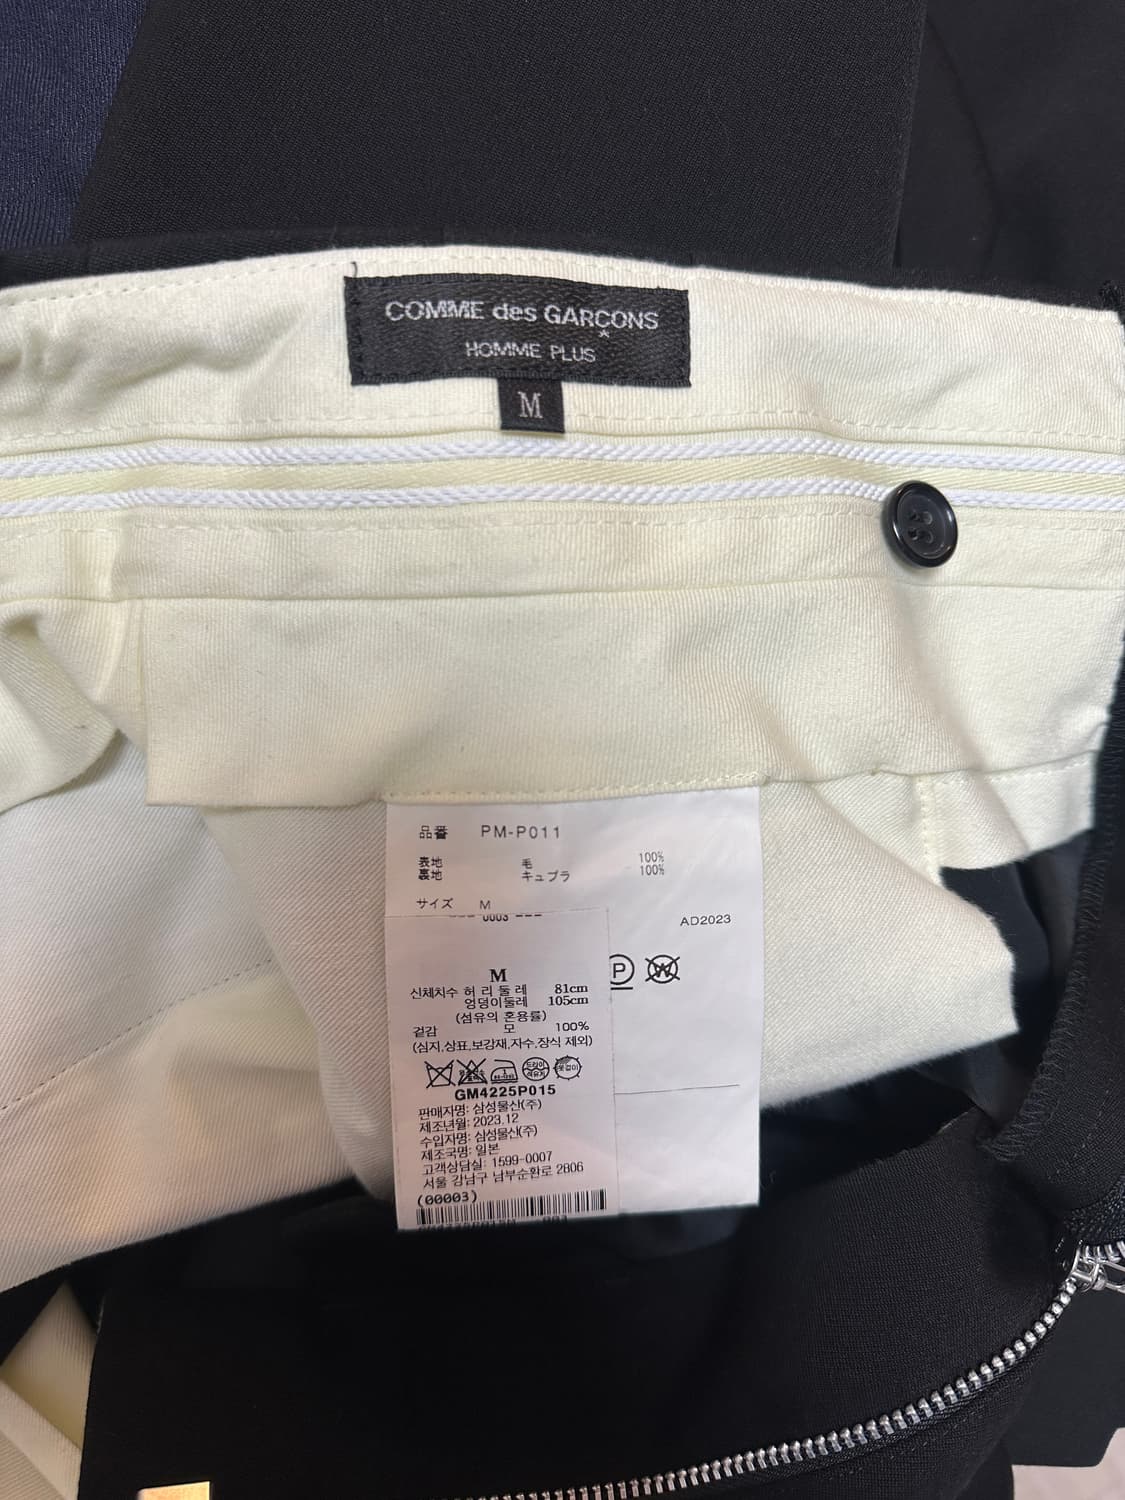 COMME des GARÇONS
HOMME PLUS
M
品番 PM-P011
表地 毛 100%
裏地 キュプラ 100%
サイズ M
--- 0003 ---
AD2023
P W
M
신체치수 허 리 둘 레 81cm
엉덩이둘레 105cm
(섬유의 혼용률)
겉감 모 100%
(심지,상표,보강재,자수,장식 제외)
GM4225P015
판매자명: 삼성물산(주)
제조년월: 2023.12
수입자명: 삼성물산(주)
제조국명: 일본
고객상담실: 1599-0007
서울 강남구 남부순환로 2806
(00003)